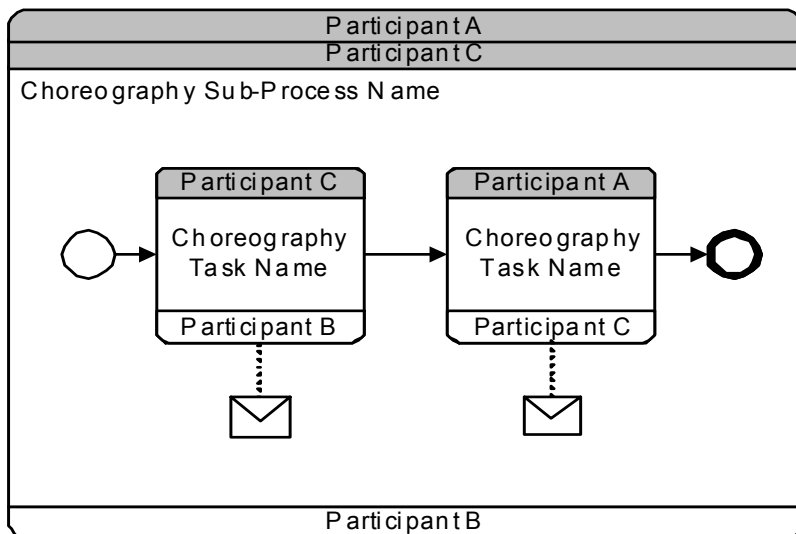 Participant A
Participant C
Choreography Sub-Process Name
Participant C
Choreography
Task Name
Participant B
Participant A
Choreography
Task Name
Participant C
Participant B